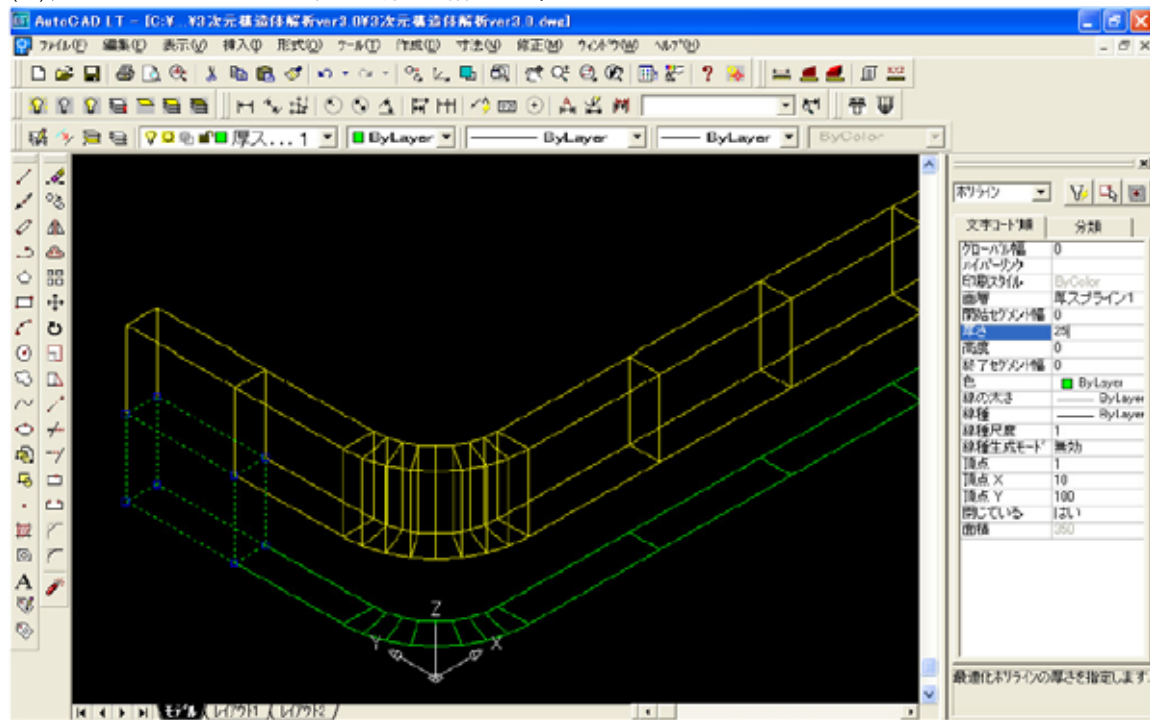 AutoCAD LT - [C:¥...¥3次元構造体解析ver3.0¥3次元構造体解析ver3.0.dwg]
ファイル(F) 編集(E) 表示(V) 挿入(I) 形式(O) ツール(T) 作成(D) 寸法(N) 修正(M) ウィンドウ(W) ヘルプ(H)
厚ス...1 ByLayer ByLayer ByLayer ByColor
ポリライン
文字コード順 分類
グローバル幅 0
ハイパーリンク
印刷スタイル ByColor
画層 厚スプライン1
開始セグメント幅 0
厚さ 25
高度 0
終了セグメント幅 0
色 ByLayer
線の太さ ByLayer
線種 ByLayer
線種尺度 1
線種生成モード 無効
頂点 1
頂点 X 10
頂点 Y 100
閉じている はい
面積 350
Z
Y X
モデル レイアウト1 レイアウト2
最適化ポリラインの厚さを指定します.